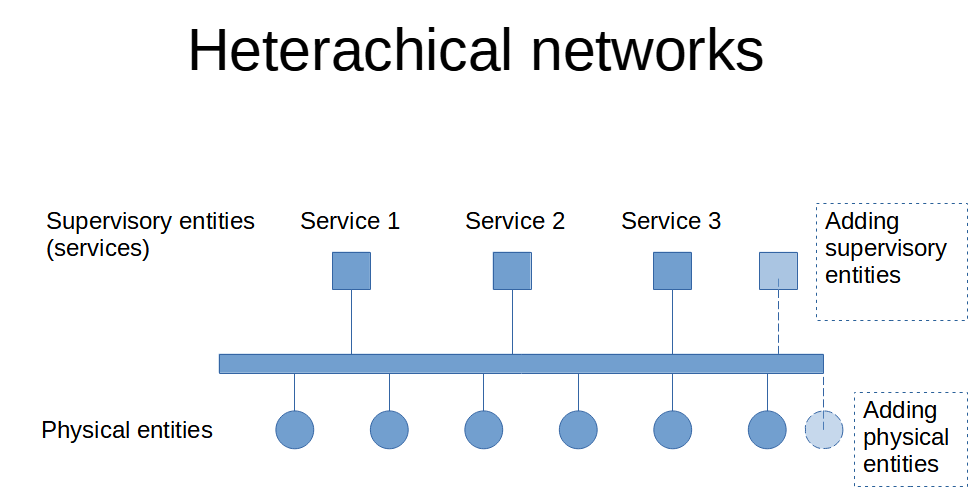 Heterachical networks
Supervisory entities
(services)
Service 1
Service 2
Service 3
Adding
supervisory
entities
Physical entities
Adding
physical
entities